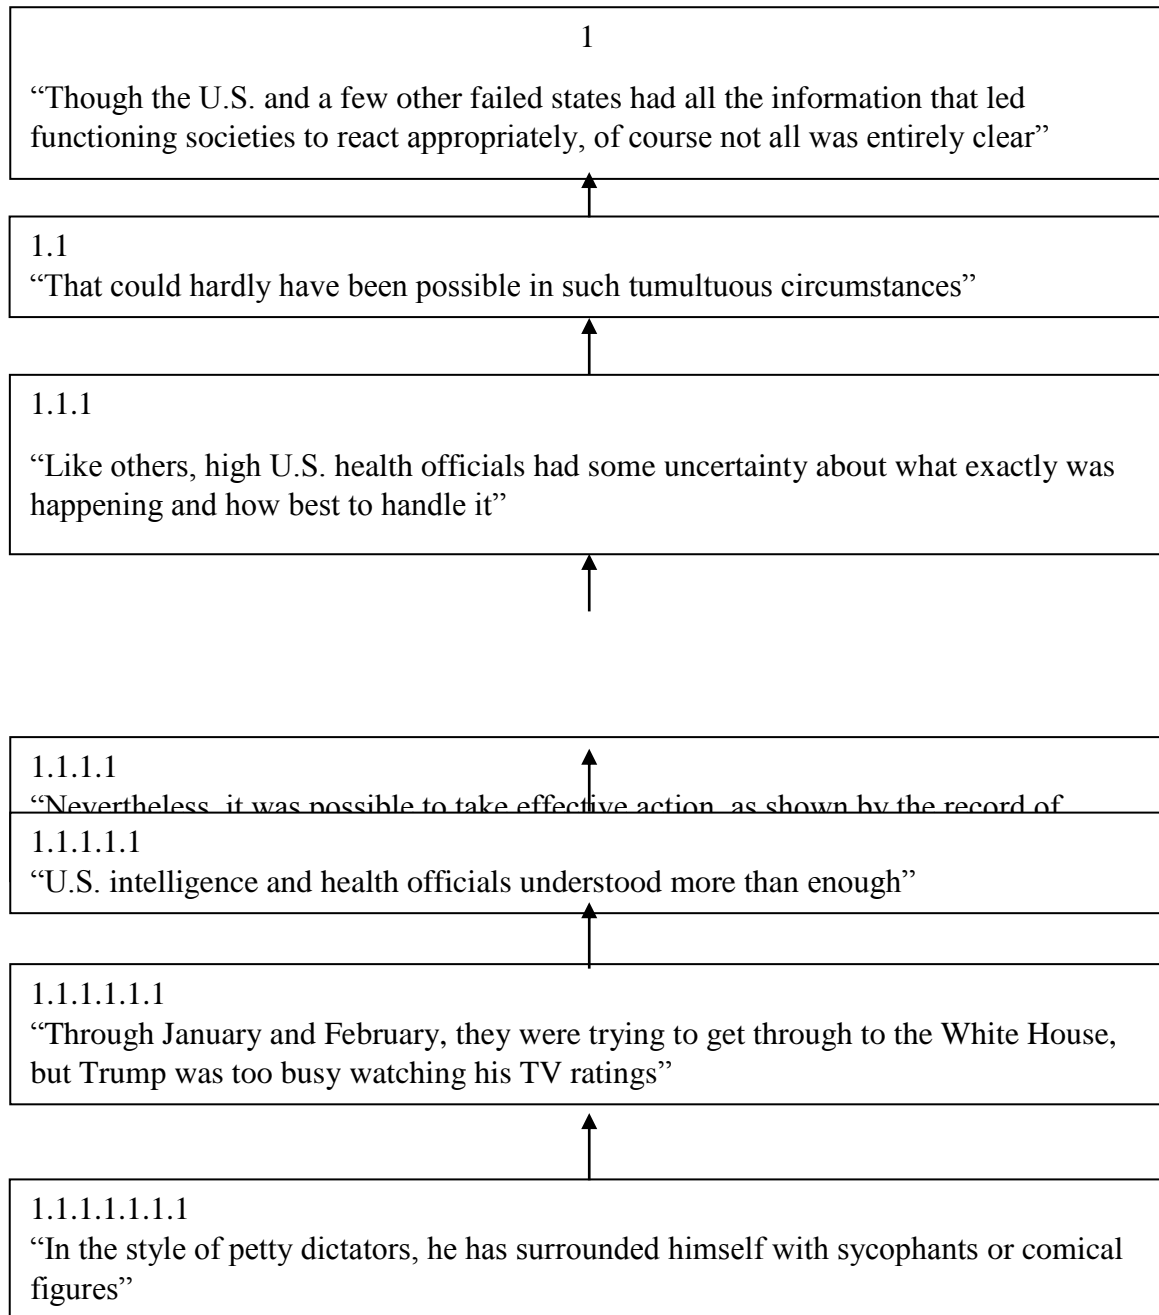 1
“Though the U.S. and a few other failed states had all the information that led
functioning societies to react appropriately, of course not all was entirely clear”
1.1
“That could hardly have been possible in such tumultuous circumstances”
1.1.1
“Like others, high U.S. health officials had some uncertainty about what exactly was
happening and how best to handle it”
1.1.1.1
“Nevertheless, it was possible to take effective action, as shown by the record of
1.1.1.1.1
“U.S. intelligence and health officials understood more than enough”
1.1.1.1.1.1
“Through January and February, they were trying to get through to the White House,
but Trump was too busy watching his TV ratings”
1.1.1.1.1.1.1
“In the style of petty dictators, he has surrounded himself with sycophants or comical
figures”